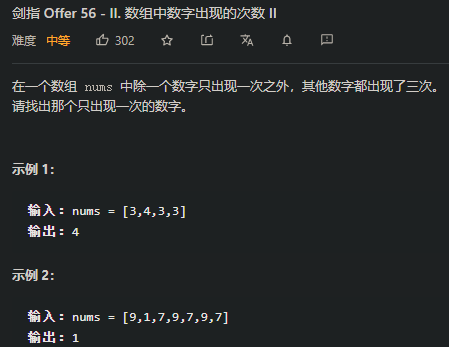 剑指 Offer 56 - II. 数组中数字出现的次数 II
难度 中等 302
在一个数组 nums 中除一个数字只出现一次之外，其他数字都出现了三次。
请找出那个只出现一次的数字。
示例 1：
输入：nums = [3,4,3,3]
输出：4
示例 2：
输入：nums = [9,1,7,9,7,9,7]
输出：1